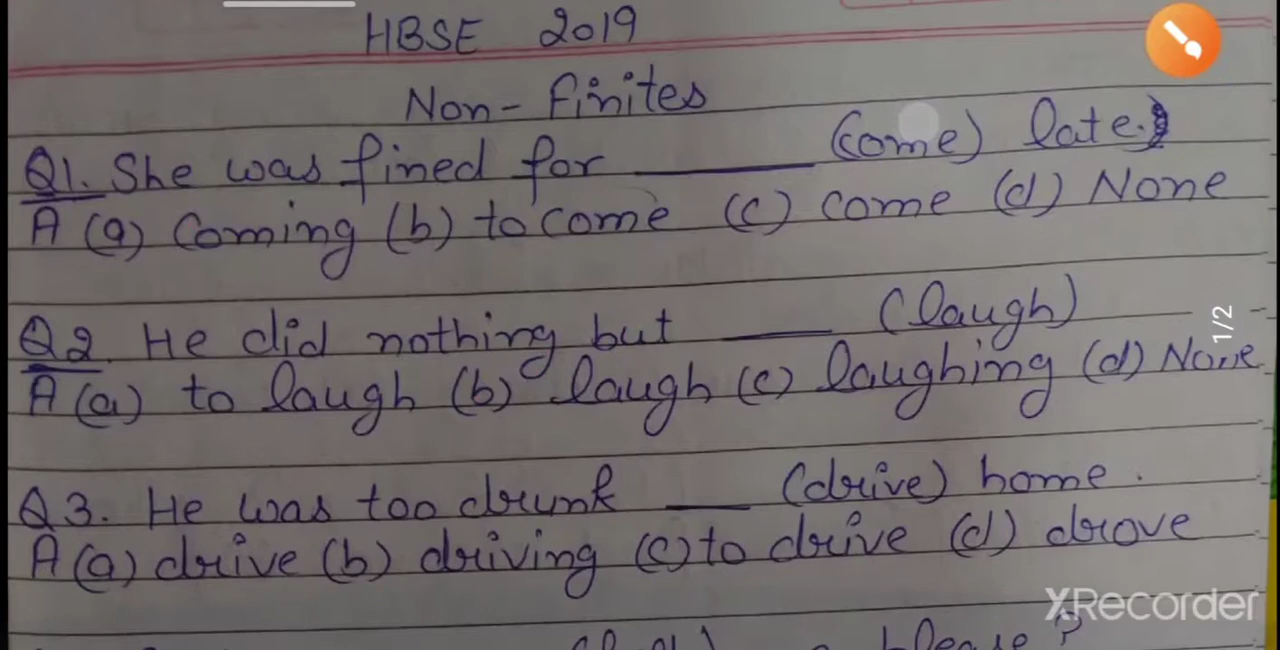 HBSE 2019
Non-Finites
Q1. She was fined for ______ (come) late.
A (a) Coming (b) to come (c) come (d) None
Q2. He did nothing but ____ (laugh)
A (a) to laugh (b) laugh (c) laughing (d) None
1/2
Q3. He was too drunk ___ (drive) home.
A (a) drive (b) driving (c) to drive (d) drove
please?
XRecorder